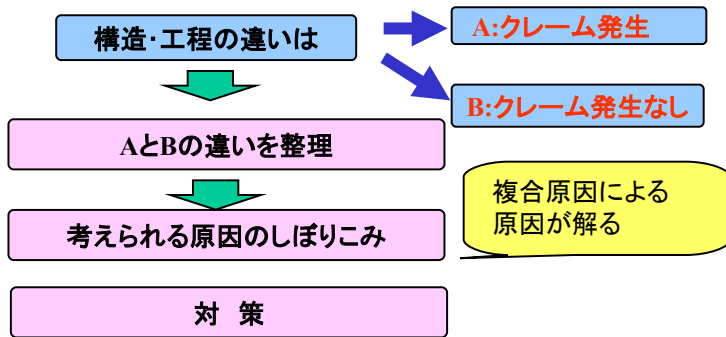 構造・工程の違いは
A:クレーム発生
B:クレーム発生なし
AとBの違いを整理
考えられる原因のしぼりこみ
複合原因による
原因が解る
対 策